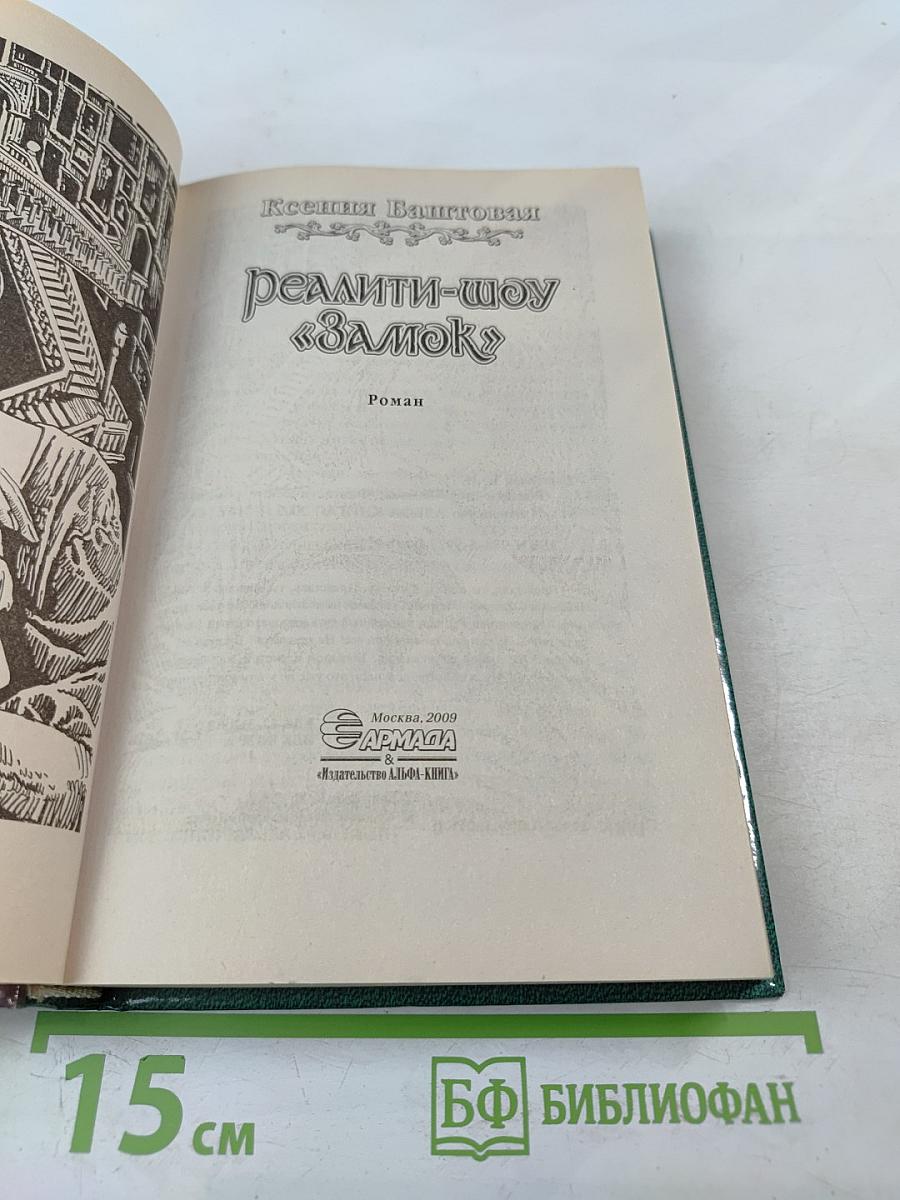 Ксения Баштовая
Реалити-шоу
«Замок»
Роман
Москва, 2009
АРМАДА
&
«Издательство АЛЬФА-КНИГА»
15 см
БФ БИБЛИОФАН